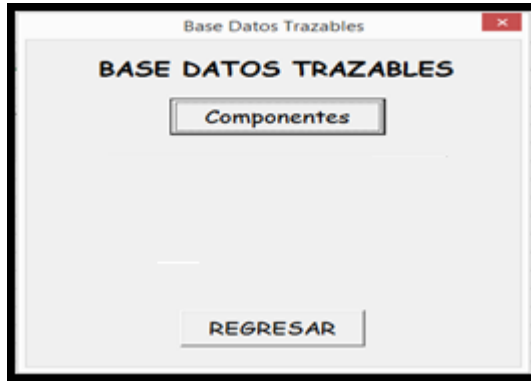 Base Datos Trazables
BASE DATOS TRAZABLES
Componentes
REGRESAR